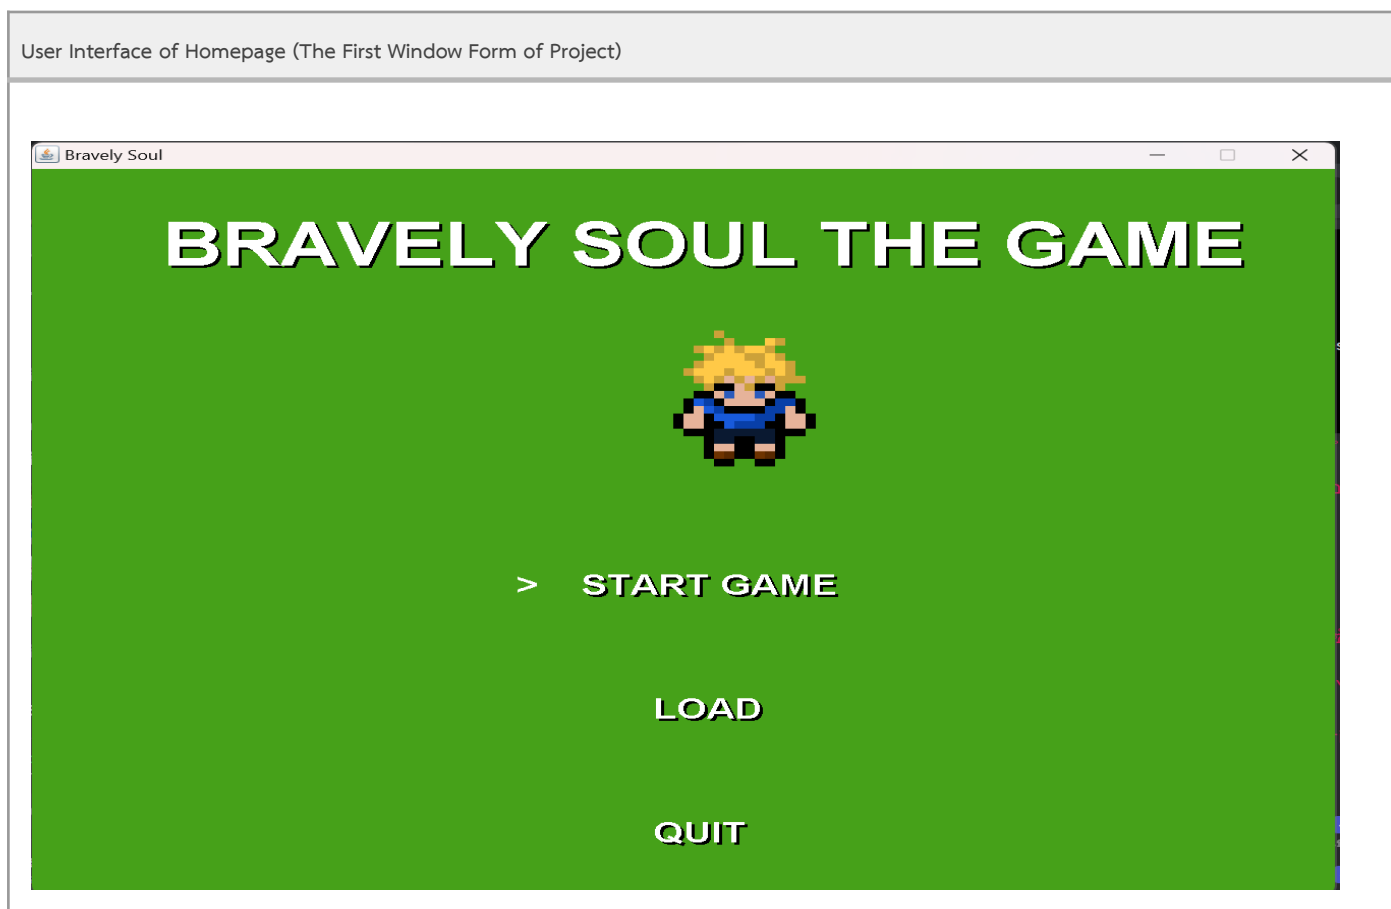 User Interface of Homepage (The First Window Form of Project)
Bravely Soul
BRAVELY SOUL THE GAME
> START GAME
LOAD
QUIT